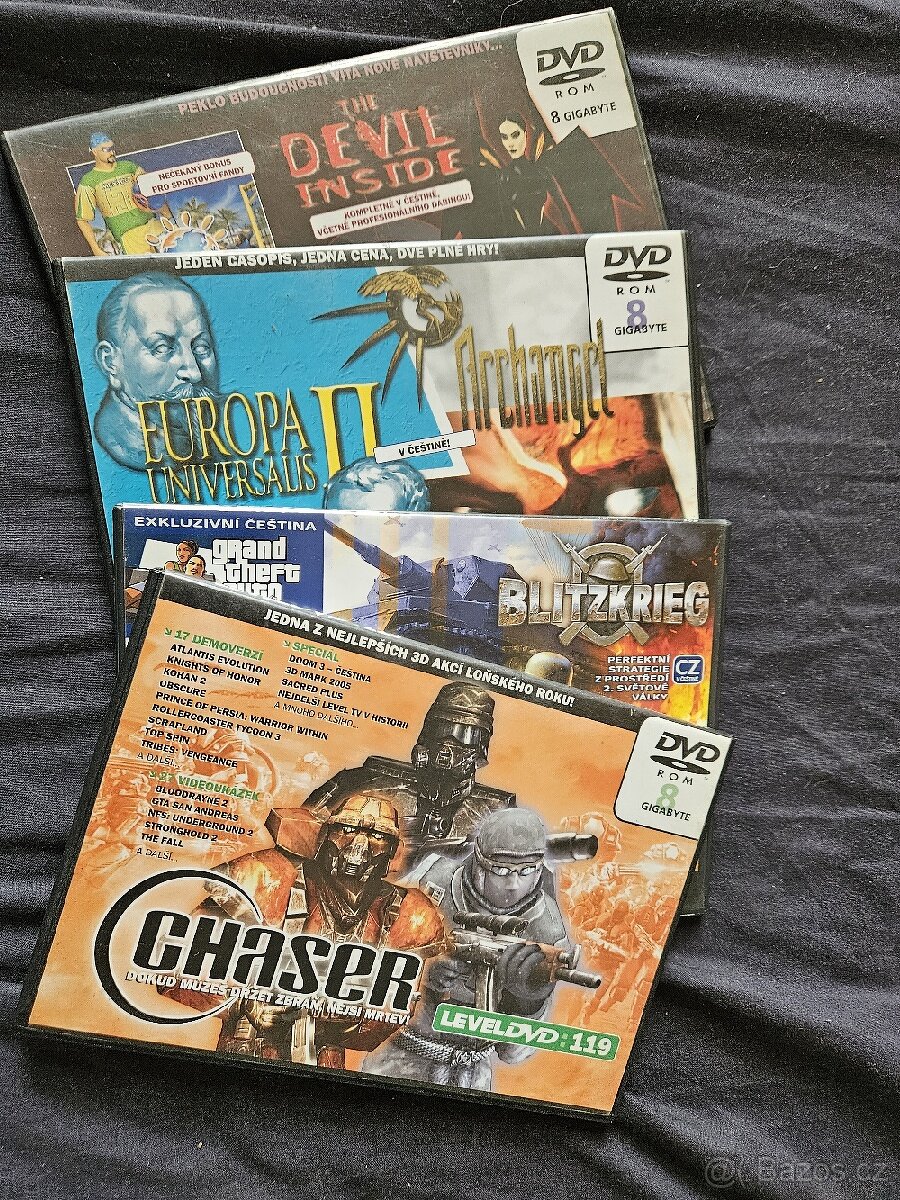 PEKLO BUDOUCNOSTI VÍTÁ NOVÉ NÁVŠTĚVNÍKY...
DVD
ROM
8 GIGABYTE
THE
DEVIL
INSIDE
NEČEKANÝ BONUS
PRO SPORTOVNÍ FANDY
KOMPLETNĚ V ČEŠTINĚ,
VČETNĚ PROFESIONÁLNÍHO DABINGU!
JEDEN ČASOPIS, JEDNA CENA, DVĚ PLNÉ HRY!
DVD
ROM
8
GIGABYTE
Archangel
EUROPA
UNIVERSALIS
II
V ČEŠTINĚ!
EXKLUZIVNÍ ČEŠTINA
grand
theft
auto
BLITZKRIEG
PERFEKTNÍ
STRATEGIE
Z PROSTŘEDÍ
2. SVĚTOVÉ
VÁLKY
CZ
V ČEŠTINĚ
JEDNA Z NEJLEPŠÍCH 3D AKCÍ LOŇSKÉHO ROKU!
17 DEMOVERZÍ
ATLANTIS EVOLUTION
KNIGHTS OF HONOR
KOHAN 2
OBSCURE
PRINCE OF PERSIA: WARRIOR WITHIN
ROLLERCOASTER TYCOON 3
SCRAPLAND
TOP SPIN
TRIBES: VENGEANCE
A DALŠÍ...
SPECIÁL
DOOM 3 – ČEŠTINA
3D MARK 2005
SACRED PLUS
NEJDELŠÍ LEVEL TV V HISTORII
A MNOHO DALŠÍHO...
27 VIDEOUKÁZEK
BLOODRAYNE 2
GTA SAN ANDREAS
NFS: UNDERGROUND 2
STRONGHOLD 2
THE FALL
A DALŠÍ...
DVD
ROM
8
GIGABYTE
CHASER
DOKUD MŮŽEŠ DRŽET ZBRAŇ, NEJSI MRTEV!
LEVELDVD:119
@ Bazos.cz